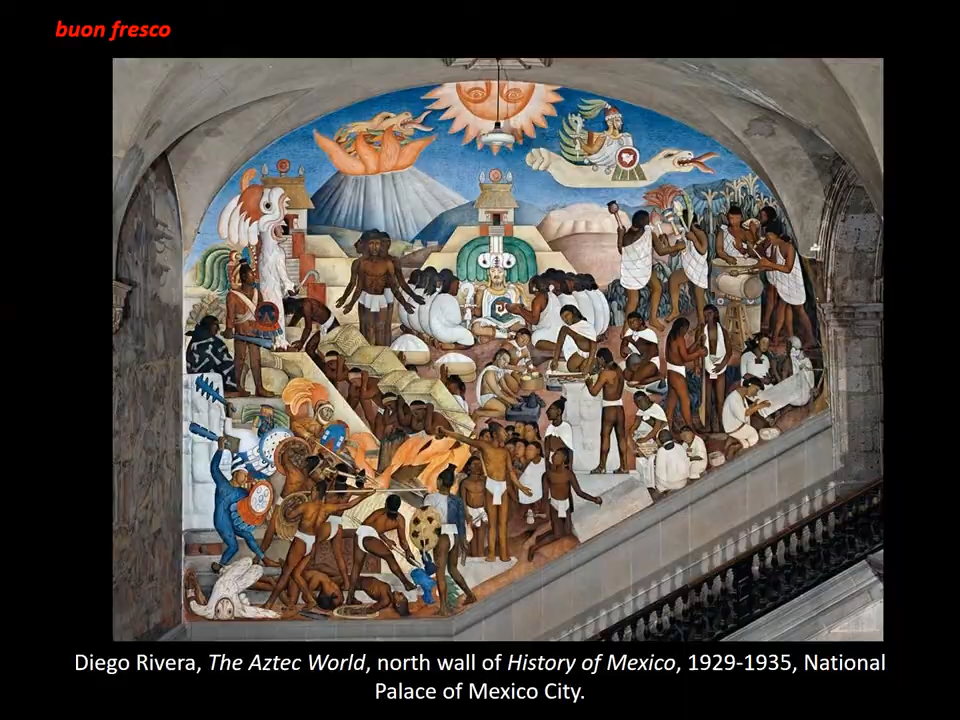 buon fresco
Diego Rivera, The Aztec World, north wall of History of Mexico, 1929-1935, National
Palace of Mexico City.